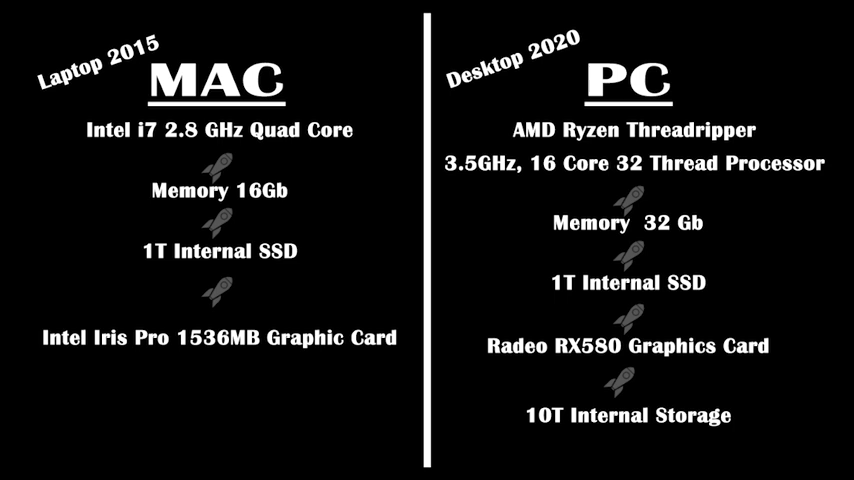 Laptop 2015
MAC
Intel i7 2.8 GHz Quad Core
Memory 16Gb
1T Internal SSD
Intel Iris Pro 1536MB Graphic Card
Desktop 2020
PC
AMD Ryzen Threadripper
3.5GHz, 16 Core 32 Thread Processor
Memory 32 Gb
1T Internal SSD
Radeo RX580 Graphics Card
10T Internal Storage